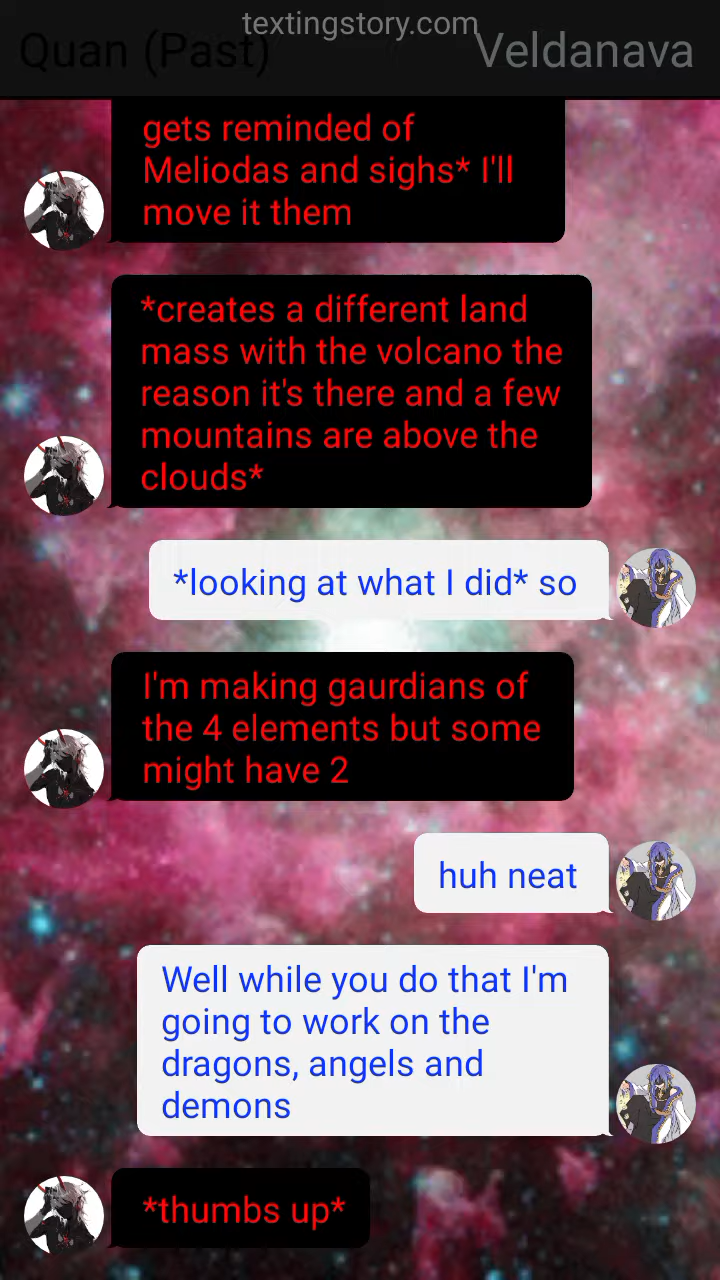 textingstory.com
Quan (Past)
Veldanava
gets reminded of
Meliodas and sighs* I'll
move it them
*creates a different land
mass with the volcano the
reason it's there and a few
mountains are above the
clouds*
*looking at what I did* so
I'm making gaurdians of
the 4 elements but some
might have 2
huh neat
Well while you do that I'm
going to work on the
dragons, angels and
demons
*thumbs up*